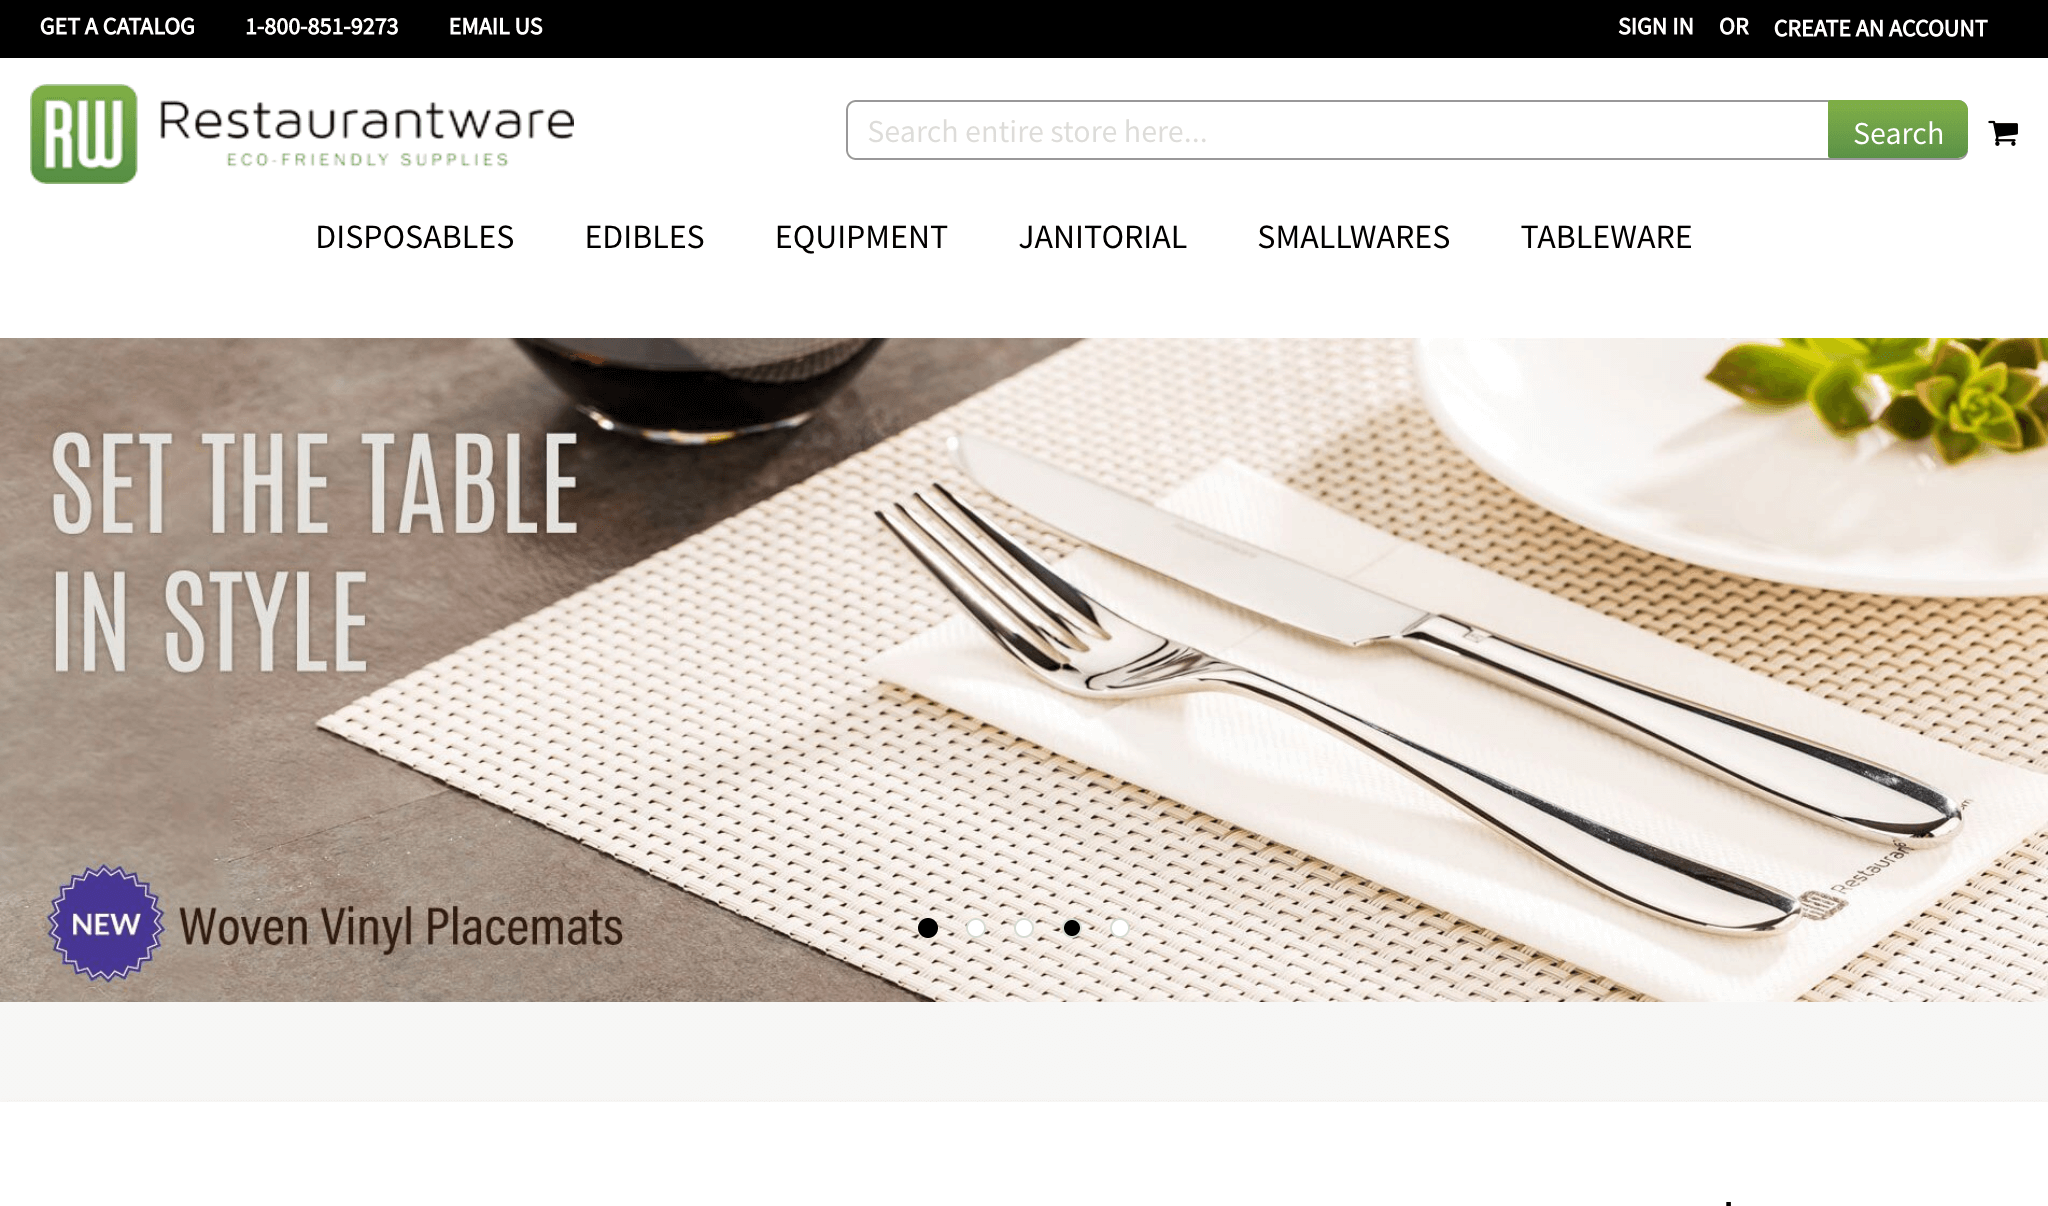 GET A CATALOG 1-800-851-9273 EMAIL US SIGN IN OR CREATE AN ACCOUNT
RW Restaurantware
ECO-FRIENDLY SUPPLIES
Search entire store here... Search
DISPOSABLES EDIBLES EQUIPMENT JANITORIAL SMALLWARES TABLEWARE
SET THE TABLE
IN STYLE
NEW Woven Vinyl Placemats